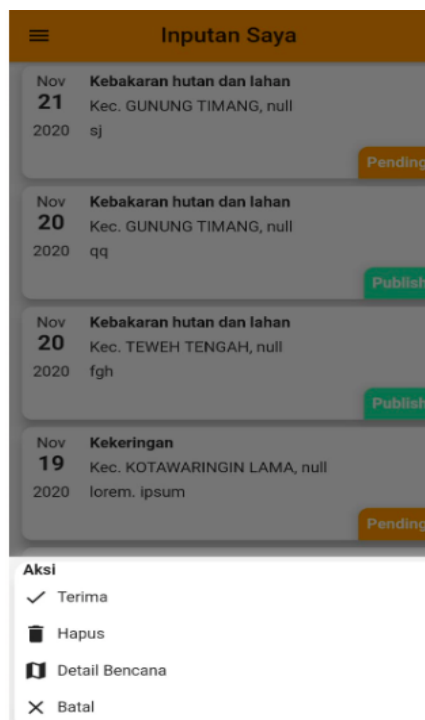 Inputan Saya
Nov
21
2020
Kebakaran hutan dan lahan
Kec. GUNUNG TIMANG, null
sj
Pending
Nov
20
2020
Kebakaran hutan dan lahan
Kec. GUNUNG TIMANG, null
qq
Publish
Nov
20
2020
Kebakaran hutan dan lahan
Kec. TEWEH TENGAH, null
fgh
Publish
Nov
19
2020
Kekeringan
Kec. KOTAWARINGIN LAMA, null
lorem. ipsum
Pending
Aksi
Terima
Hapus
Detail Bencana
Batal